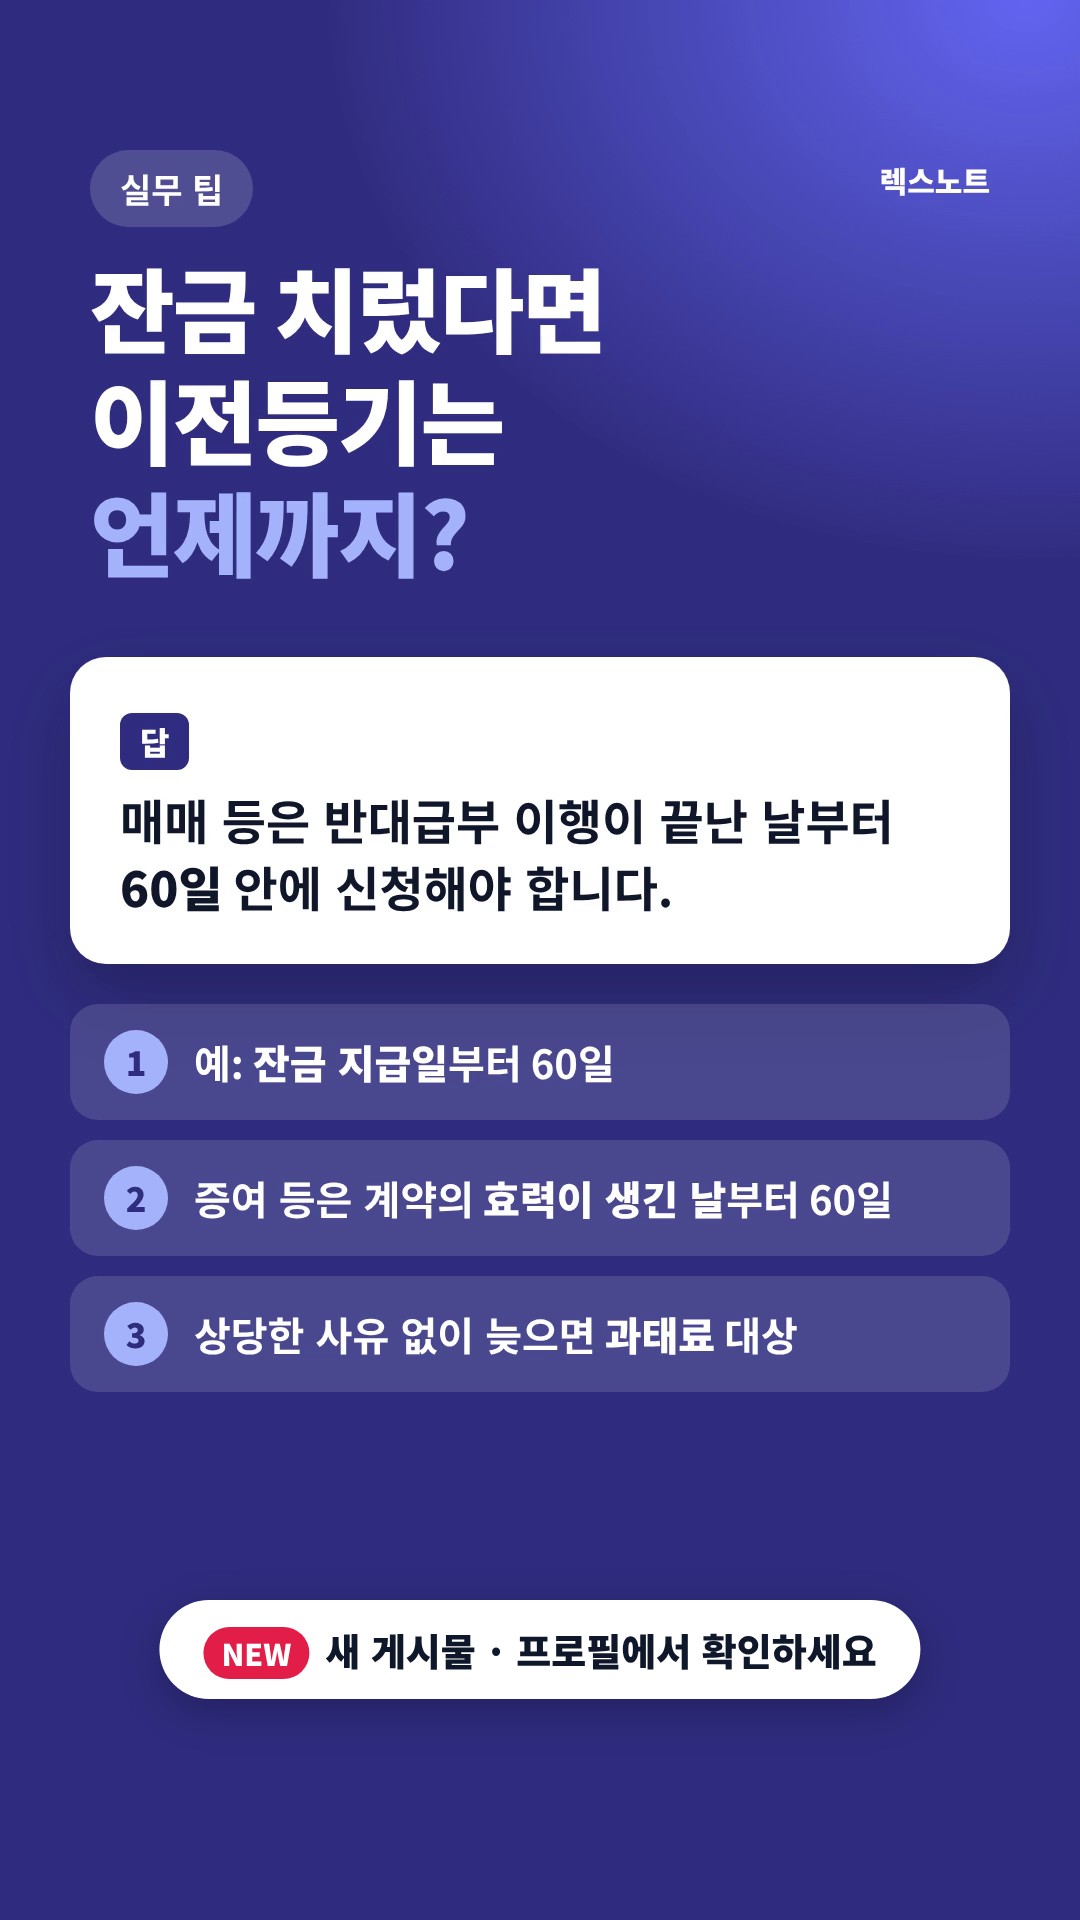 실무 팁
렉스노트
잔금 치렀다면
이전등기는
언제까지?
답
매매 등은 반대급부 이행이 끝난 날부터
60일 안에 신청해야 합니다.
1 예: 잔금 지급일부터 60일
2 증여 등은 계약의 효력이 생긴 날부터 60일
3 상당한 사유 없이 늦으면 과태료 대상
NEW 새 게시물 · 프로필에서 확인하세요